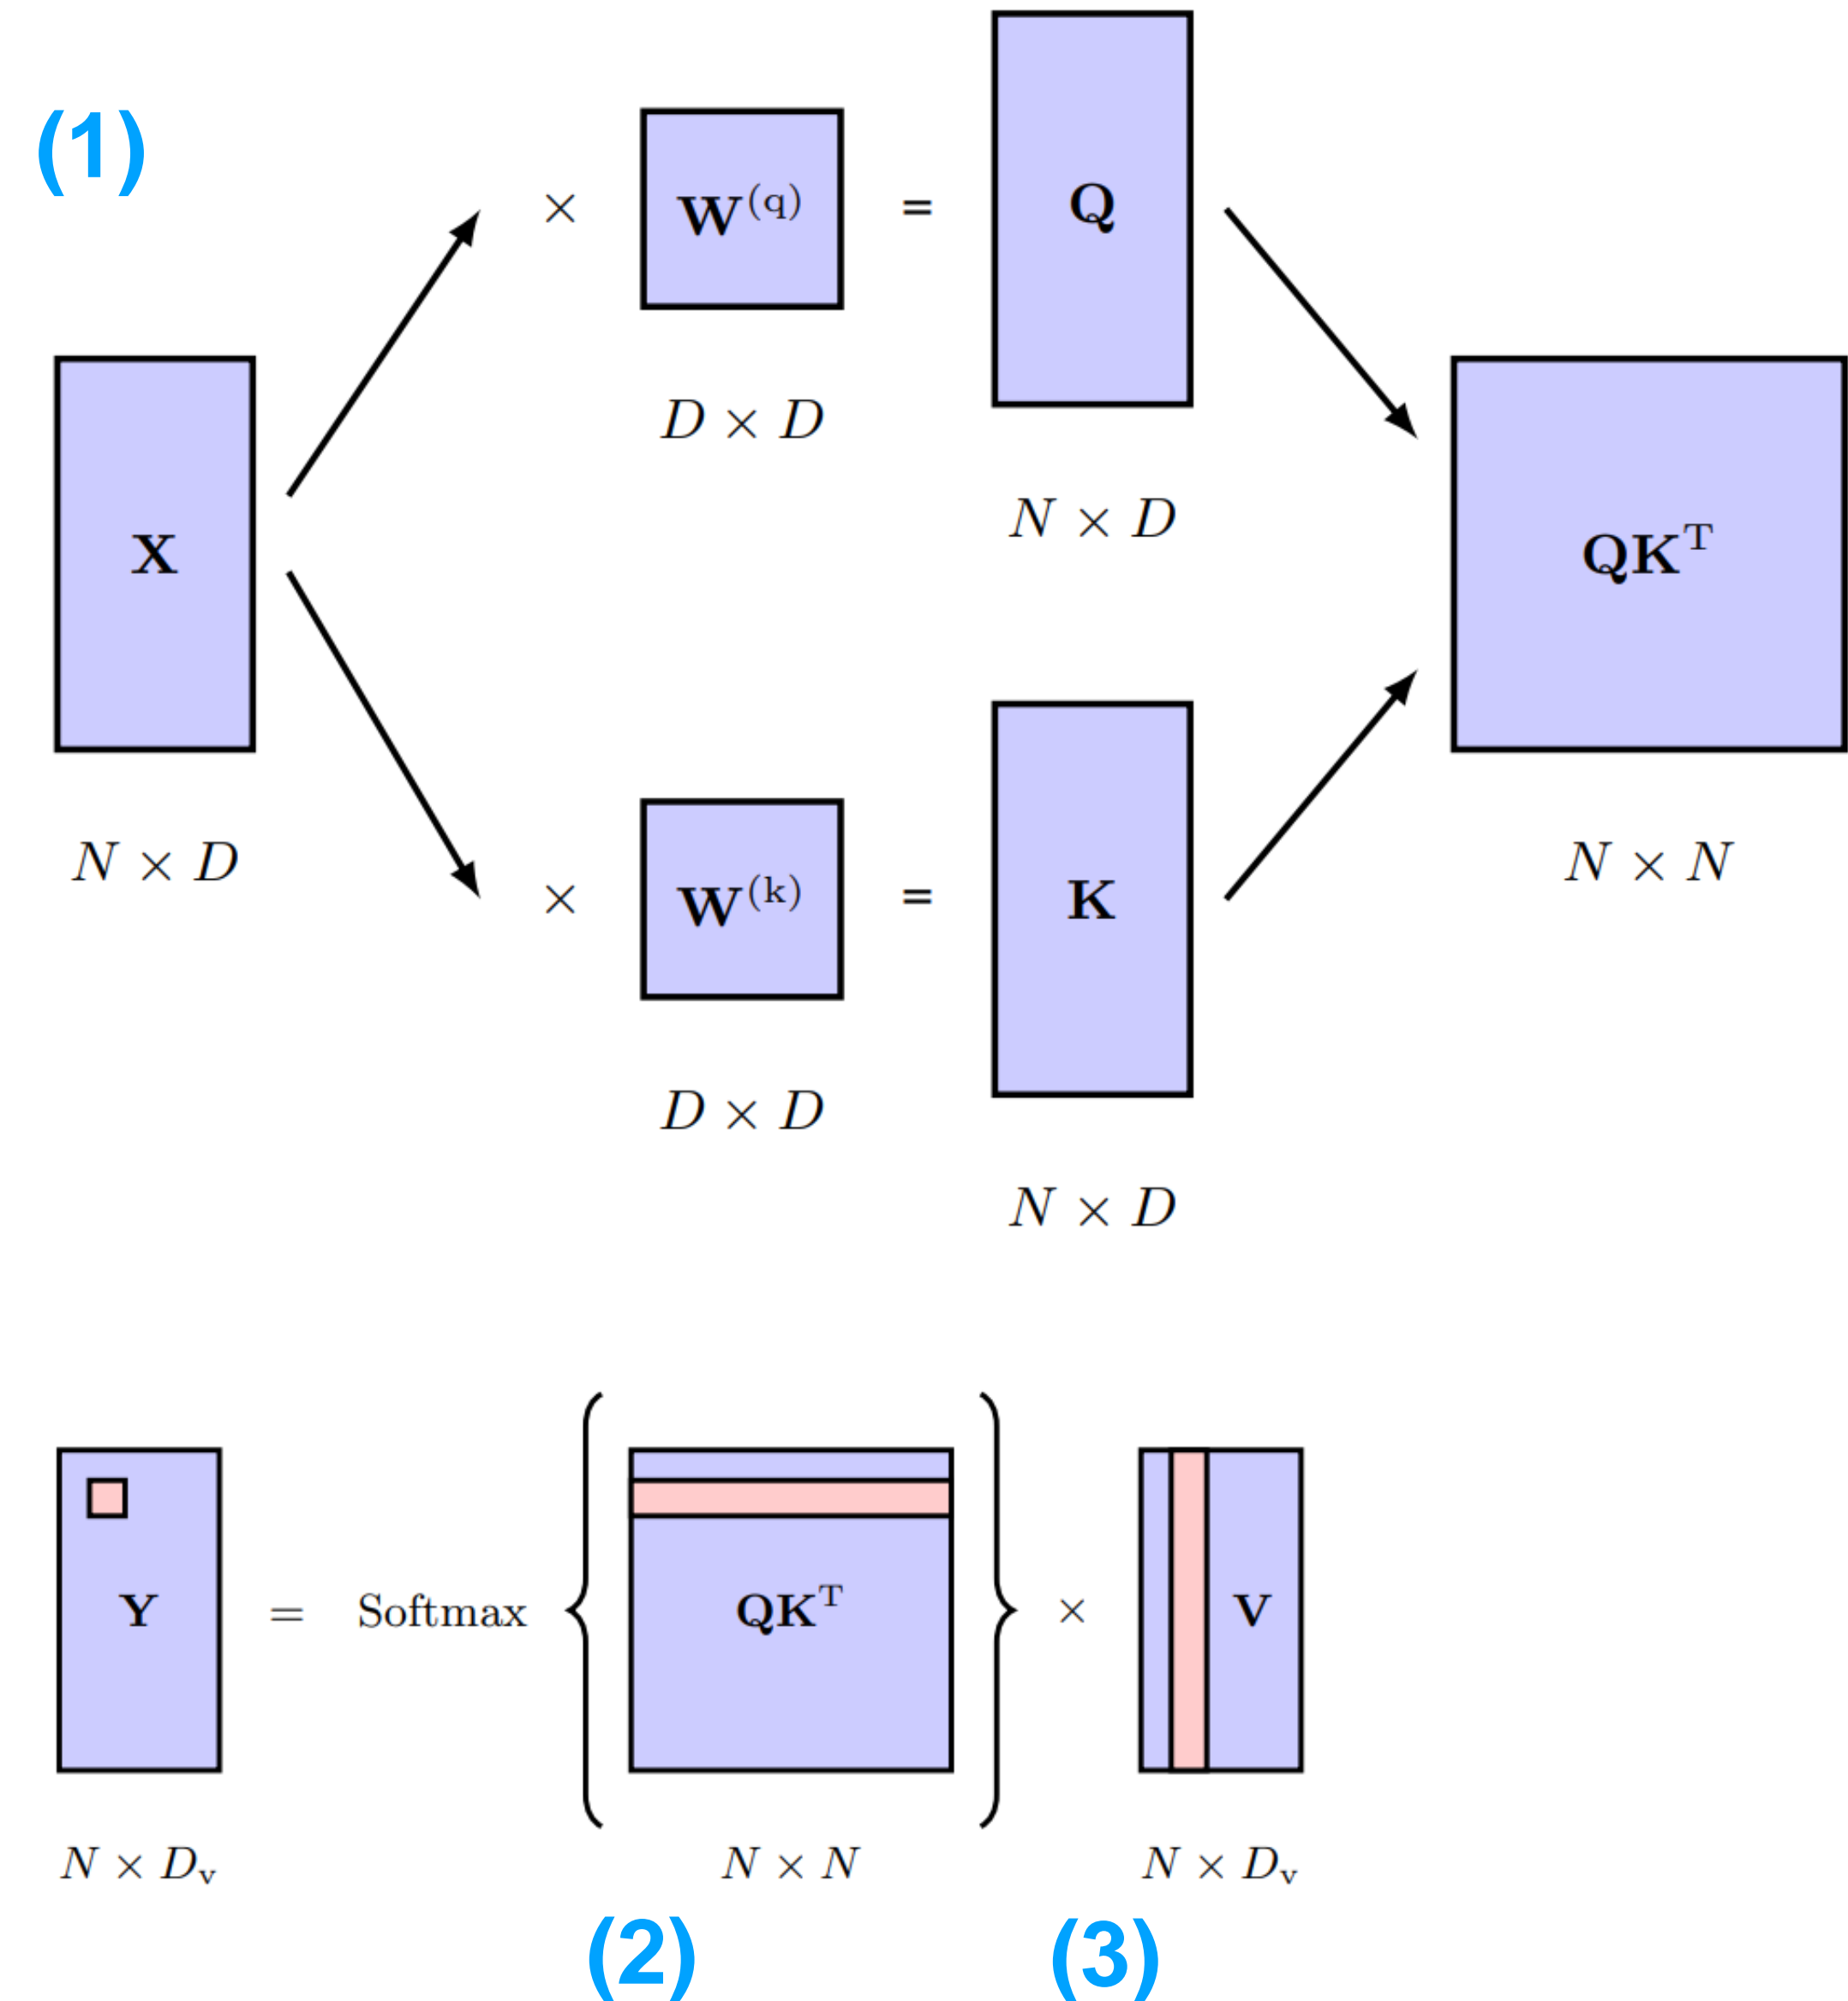 (1)
× W^(q) = Q
D × D
N × D
X
QK^T
N × D
N × N
× W^(k) = K
D × D
N × D
Y = Softmax { QK^T } × V
N × D_v N × N N × D_v
(2) (3)